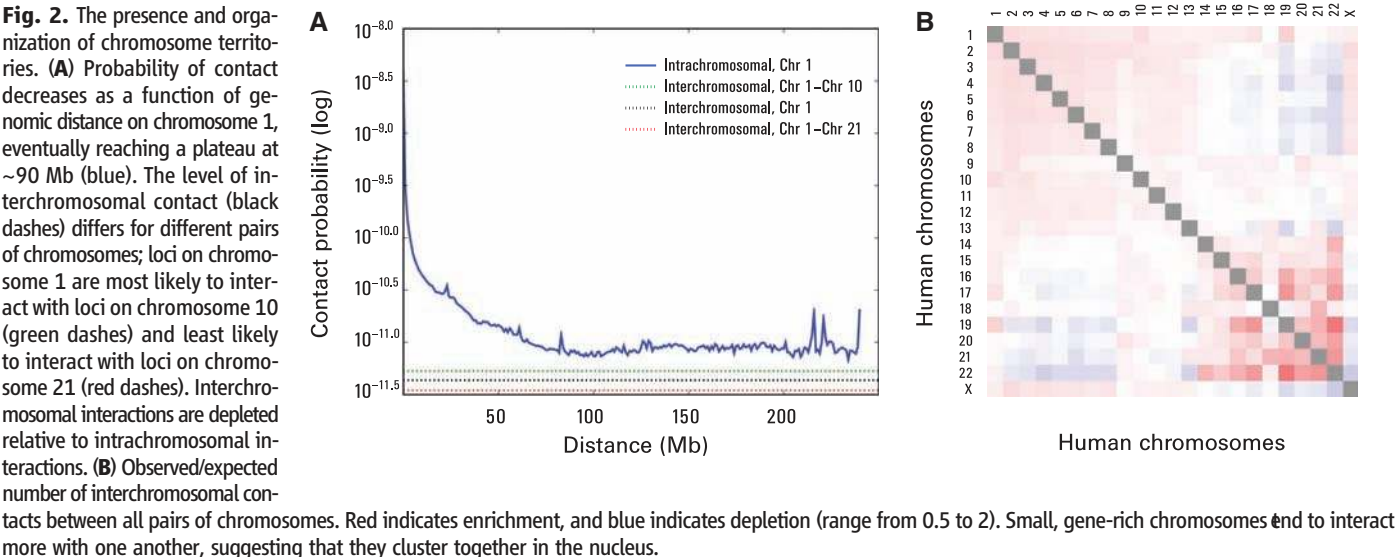 Fig. 2. The presence and orga-
nization of chromosome territo-
ries. (A) Probability of contact
decreases as a function of ge-
nomic distance on chromosome 1,
eventually reaching a plateau at
~90 Mb (blue). The level of in-
terchromosomal contact (black
dashes) differs for different pairs
of chromosomes; loci on chromo-
some 1 are most likely to inter-
act with loci on chromosome 10
(green dashes) and least likely
to interact with loci on chromo-
some 21 (red dashes). Interchro-
mosomal interactions are depleted
relative to intrachromosomal in-
teractions. (B) Observed/expected
number of interchromosomal con-
tacts between all pairs of chromosomes. Red indicates enrichment, and blue indicates depletion (range from 0.5 to 2). Small, gene-rich chromosomes tend to interact
more with one another, suggesting that they cluster together in the nucleus.
A
Contact probability (log)
10-8.0
10-8.5
10-9.0
10-9.5
10-10.0
10-10.5
10-11.0
10-11.5
Intrachromosomal, Chr 1
Interchromosomal, Chr 1–Chr 10
Interchromosomal, Chr 1
Interchromosomal, Chr 1–Chr 21
50 100 150 200
Distance (Mb)
B
1 2 3 4 5 6 7 8 9 10 11 12 13 14 15 16 17 18 19 20 21 22 X
Human chromosomes
1
2
3
4
5
6
7
8
9
10
11
12
13
14
15
16
17
18
19
20
21
22
X
Human chromosomes